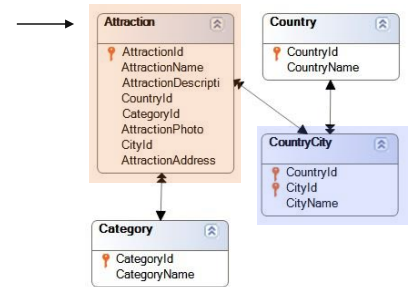 Attraction
AttractionId
AttractionName
AttractionDescripti
CountryId
CategoryId
AttractionPhoto
CityId
AttractionAddress
Country
CountryId
CountryName
CountryCity
CountryId
CityId
CityName
Category
CategoryId
CategoryName